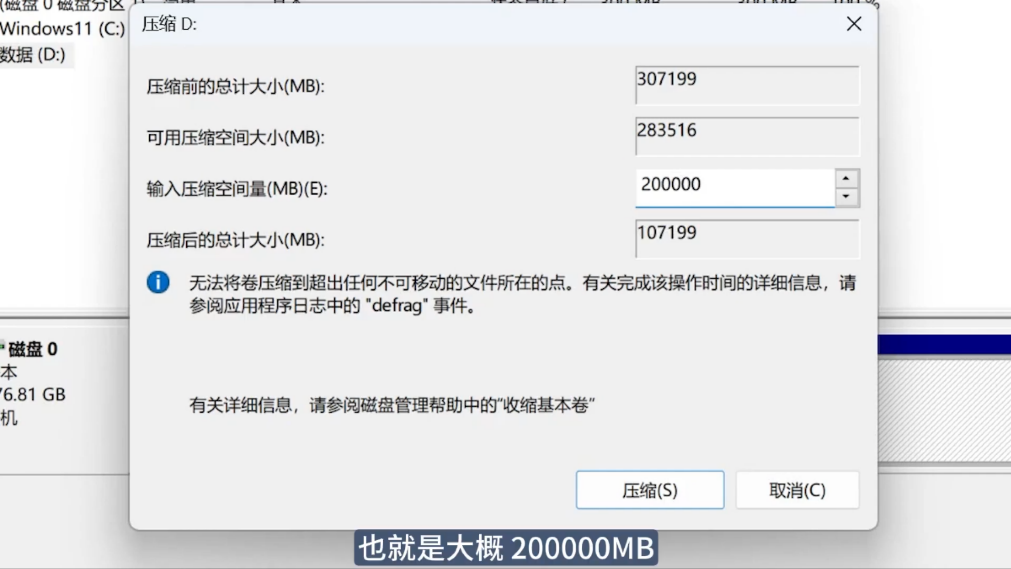 压缩 D:
Windows11 (C:)
数据 (D:)
压缩前的总计大小(MB):
307199
可用压缩空间大小(MB):
283516
输入压缩空间量(MB)(E):
200000
压缩后的总计大小(MB):
107199
无法将卷压缩到超出任何不可移动的文件所在的点。有关完成该操作时间的详细信息，请
参阅应用程序日志中的 "defrag" 事件。
磁盘 0
本
76.81 GB
机
有关详细信息，请参阅磁盘管理帮助中的“收缩基本卷”
压缩(S)
取消(C)
也就是大概 200000MB